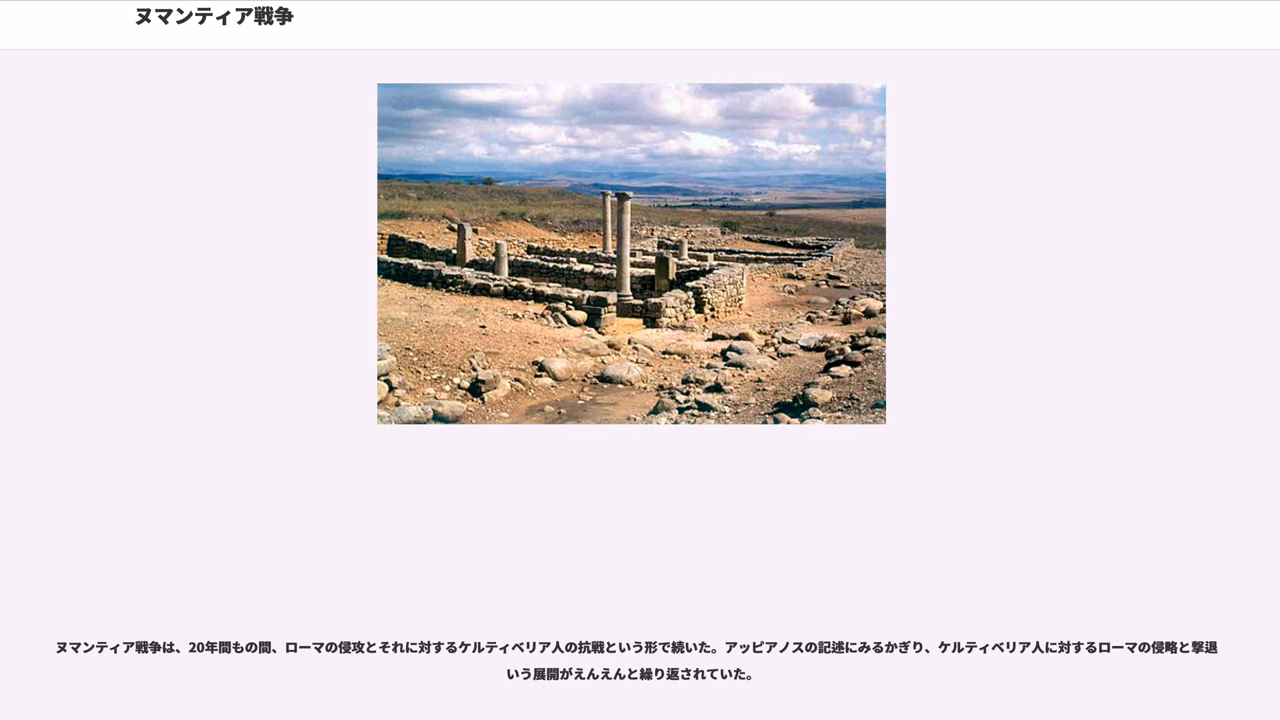 ヌマンティア戦争
ヌマンティア戦争は、20年間もの間、ローマの侵攻とそれに対するケルティベリア人の抗戦という形で続いた。アッピアノスの記述にみるかぎり、ケルティベリア人に対するローマの侵略と撃退
いう展開がえんえんと繰り返されていた。